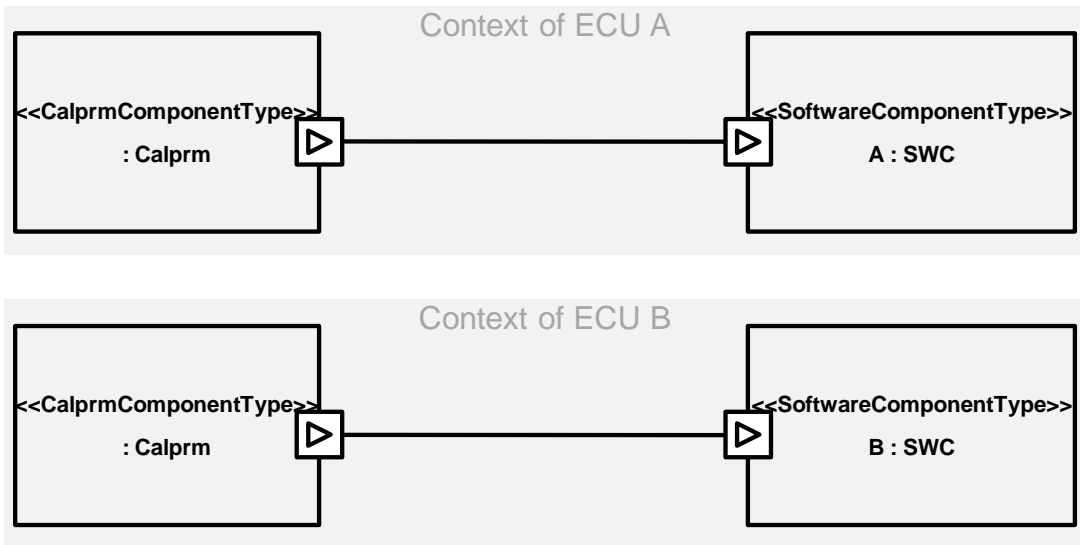 Context of ECU A
<<CalprmComponentType>>
: Calprm
<<SoftwareComponentType>>
A : SWC
Context of ECU B
<<CalprmComponentType>>
: Calprm
<<SoftwareComponentType>>
B : SWC